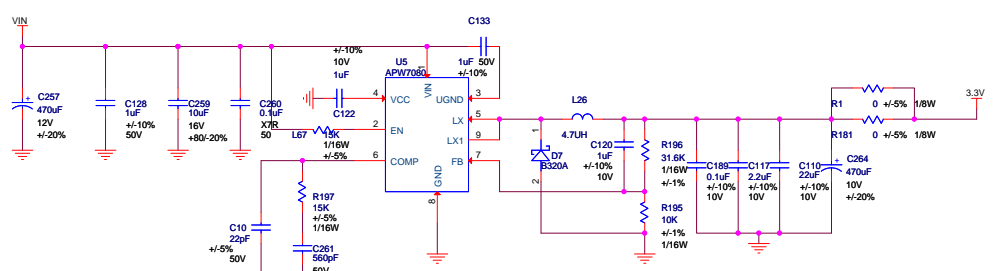 VIN
C257
470uF
12V
+/-20%
C128
1uF
+/-10%
50V
C259
10uF
16V
+80/-20%
C260
0.1uF
X7R
50
+/-10%
10V
1uF
C122
L67
15K
1/16W
+/-5%
U5
APW7080
C133
1uF
50V
+/-10%
1
VIN
4
VCC
2
EN
6
COMP
UGND
3
LX
5
LX1
9
FB
7
GND
8
R197
15K
+/-5%
1/16W
C10
22pF
+/-5%
50V
C261
560pF
50V
L26
4.7UH
1
D7
B320A
2
C120
1uF
+/-10%
10V
R196
31.6K
1/16W
+/-1%
R195
10K
+/-1%
1/16W
C189
0.1uF
+/-10%
10V
C117
2.2uF
+/-10%
10V
C110
22uF
+/-10%
10V
C264
470uF
10V
+/-20%
R1
0
+/-5%
1/8W
R181
0
+/-5%
1/8W
3.3V